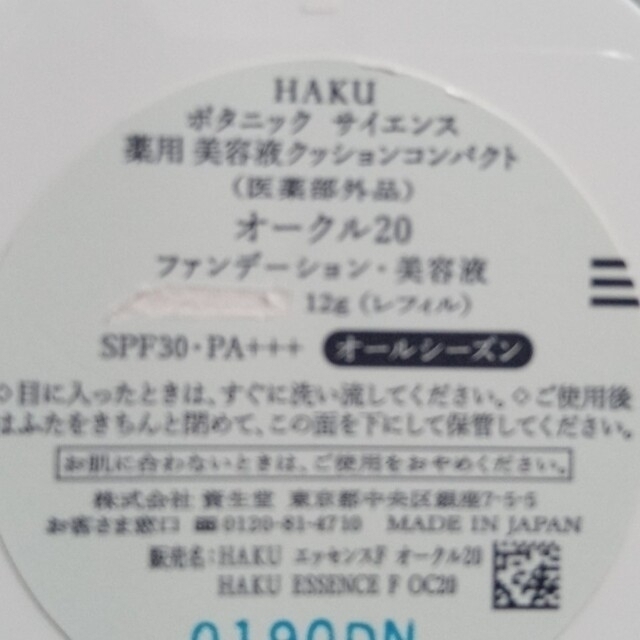 HAKU
ボタニック サイエンス
薬用 美容液クッションコンパクト
（医薬部外品）
オークル20
ファンデーション・美容液
12g（レフィル）
SPF30・PA+++ オールシーズン
◇目に入ったときは、すぐに洗い流してください。◇ご使用後
はふたをきちんと閉めて、この面を下にして保管してください。
お肌に合わないときは、ご使用をおやめください。
株式会社 資生堂 東京都中央区銀座7-5-5
お客さま窓口 ☎0120-81-4710 MADE IN JAPAN
販売名：HAKU エッセンスF オークル20
HAKU ESSENCE F OC20
0190DN